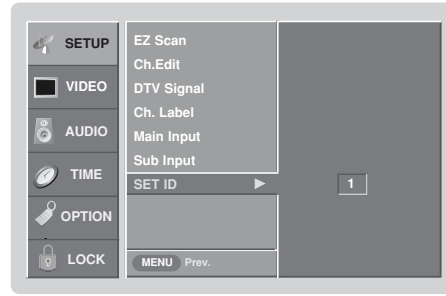 SETUP
VIDEO
AUDIO
TIME
OPTION
LOCK
EZ Scan
Ch.Edit
DTV Signal
Ch. Label
Main Input
Sub Input
SET ID
1
MENU Prev.